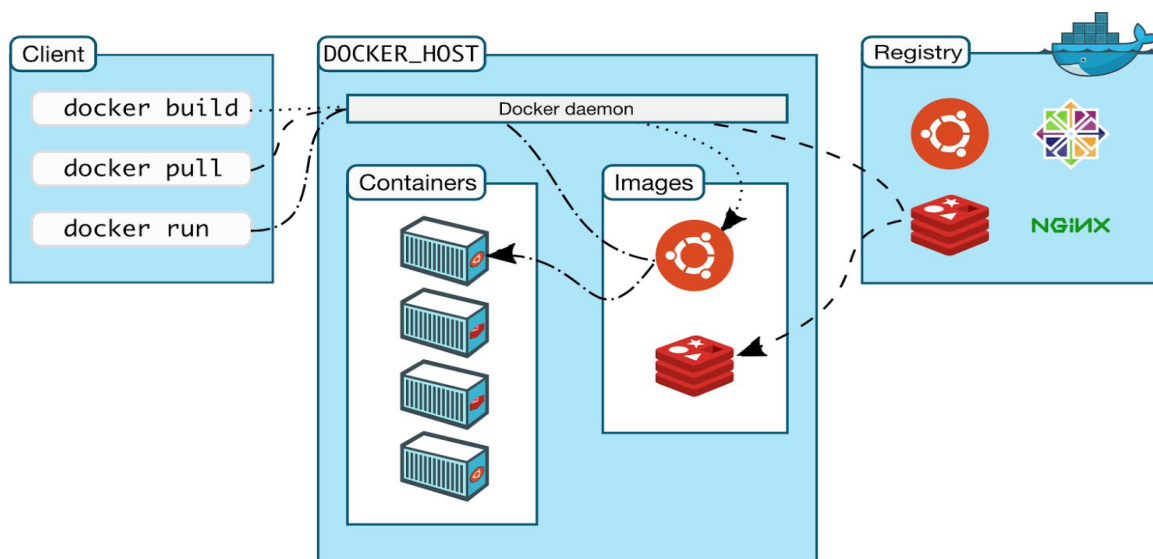 Client
docker build
docker pull
docker run
DOCKER_HOST
Docker daemon
Containers
Images
Registry
NGiNX